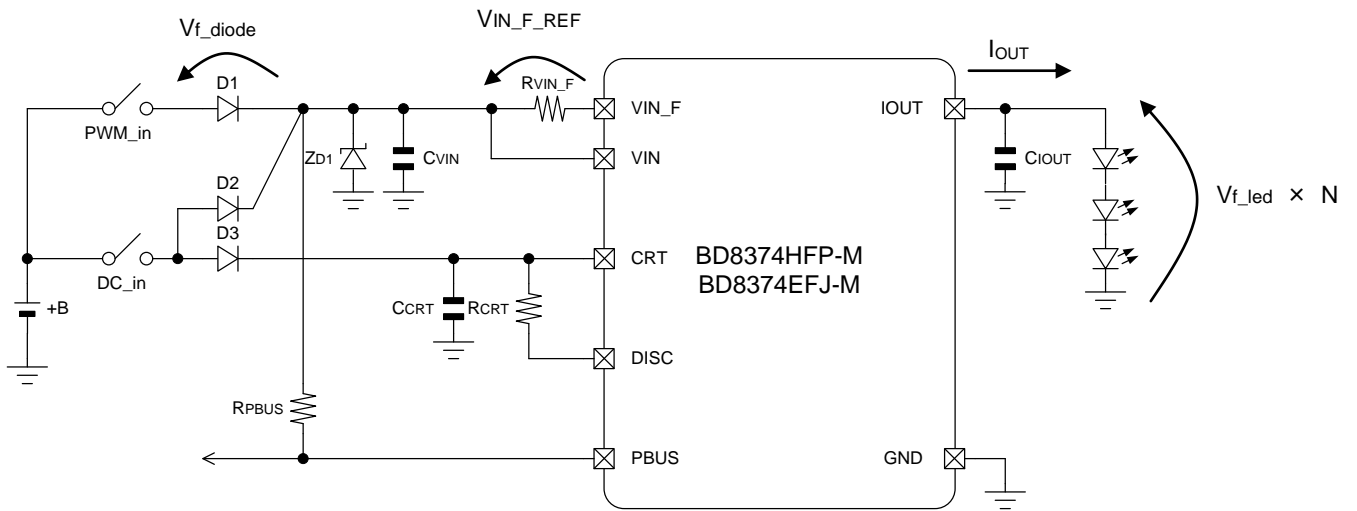 Vf_diode
VIN_F_REF
IOUT
D1
RVIN_F
PWM_in
VIN_F
IOUT
ZD1
CVIN
VIN
CIOUT
D2
Vf_led × N
D3
DC_in
CRT
BD8374HFP-M
BD8374EFJ-M
+B
CCRT
RCRT
DISC
RPBUS
PBUS
GND